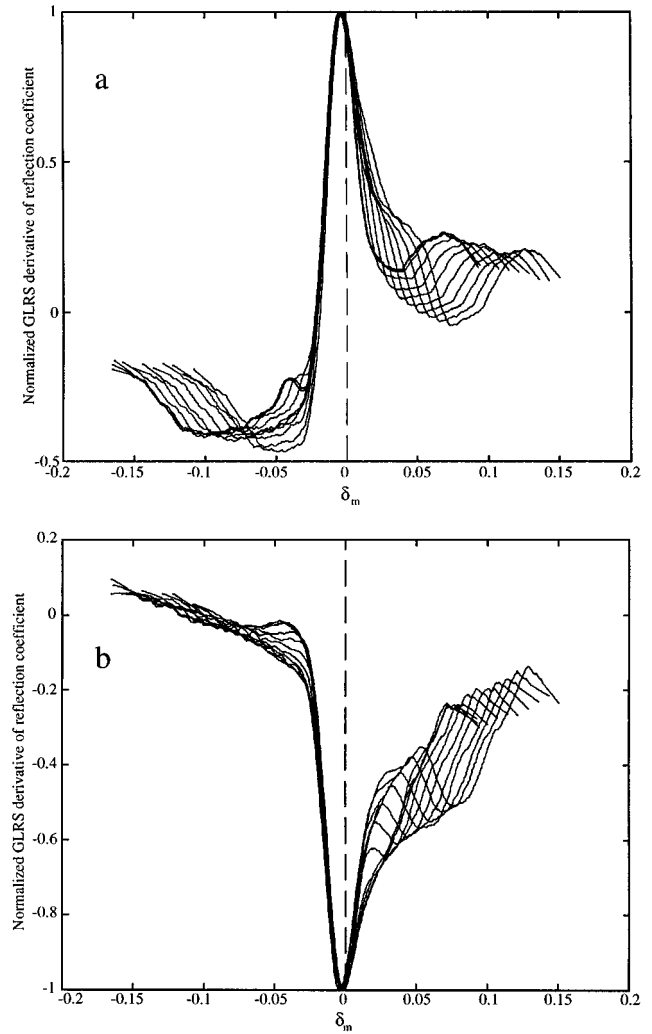 a
Normalized GLRS derivative of reflection coefficient
1
0.5
0
-0.5
-0.2 -0.15 -0.1 -0.05 0 0.05 0.1 0.15 0.2
δm
b
Normalized GLRS derivative of reflection coefficient
0.2
0
-0.2
-0.4
-0.6
-0.8
-1
-0.2 -0.15 -0.1 -0.05 0 0.05 0.1 0.15 0.2
δm